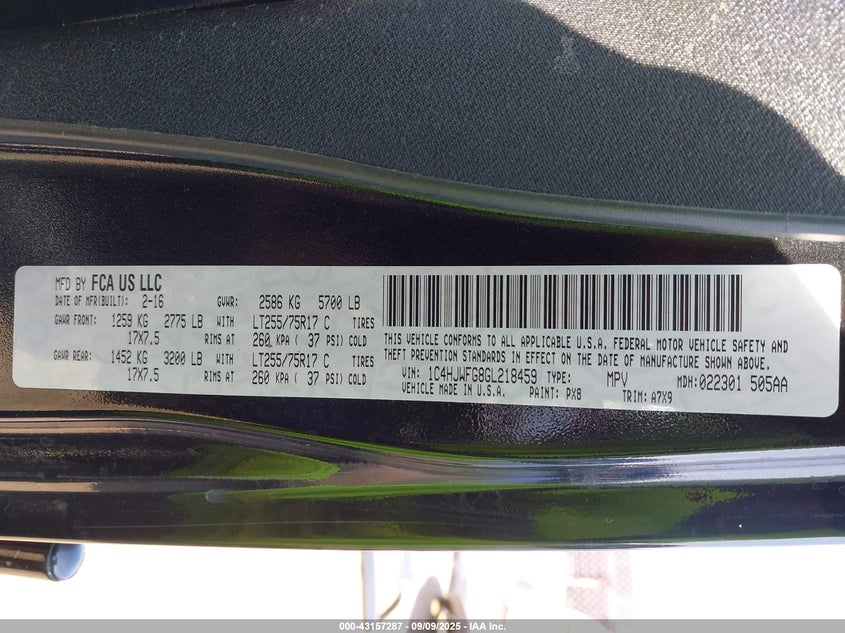 MFD BY FCA US LLC
DATE OF MFR(BUILT): 2-16 GVWR: 2586 KG 5700 LB
GAWR FRONT: 1259 KG 2775 LB WITH LT255/75R17 C TIRES
17X7.5 RIMS AT 260 KPA ( 37 PSI) COLD
GAWR REAR: 1452 KG 3200 LB WITH LT255/75R17 C TIRES
17X7.5 RIMS AT 260 KPA ( 37 PSI) COLD
THIS VEHICLE CONFORMS TO ALL APPLICABLE U.S.A. FEDERAL MOTOR VEHICLE SAFETY AND
THEFT PREVENTION STANDARDS IN EFFECT ON THE DATE OF MANUFACTURE SHOWN ABOVE.
VIN: 1C4HJWFG8GL218459 TYPE: MPV MDH: 022301 505AA
VEHICLE MADE IN U.S.A. PAINT: PX8 TRIM: A7X9
000-43157287 - 09/09/2025 - IAA Inc.